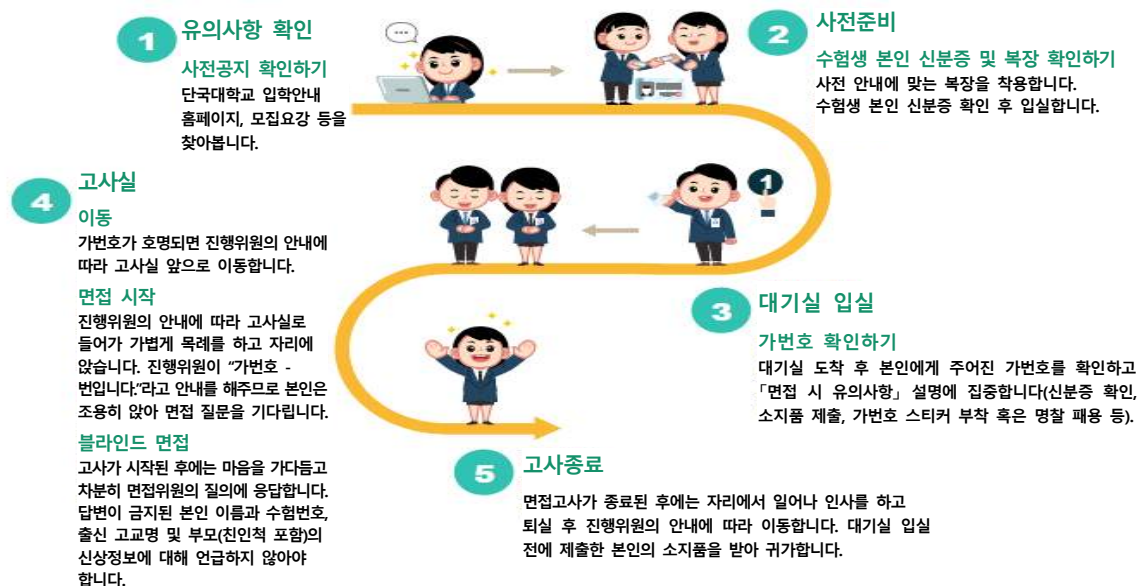 1
유의사항 확인
사전공지 확인하기
단국대학교 입학안내
홈페이지, 모집요강 등을
찾아봅니다.
2
사전준비
수험생 본인 신분증 및 복장 확인하기
사전 안내에 맞는 복장을 착용합니다.
수험생 본인 신분증 확인 후 입실합니다.
1
3
대기실 입실
가번호 확인하기
대기실 도착 후 본인에게 주어진 가번호를 확인하고
「면접 시 유의사항」 설명에 집중합니다(신분증 확인,
소지품 제출, 가번호 스티커 부착 혹은 명찰 패용 등).
4
고사실
이동
가번호가 호명되면 진행위원의 안내에
따라 고사실 앞으로 이동합니다.
면접 시작
진행위원의 안내에 따라 고사실로
들어가 가볍게 목례를 하고 자리에
앉습니다. 진행위원이 “가번호 -
번입니다.”라고 안내를 해주므로 본인은
조용히 앉아 면접 질문을 기다립니다.
블라인드 면접
고사가 시작된 후에는 마음을 가다듬고
차분히 면접위원의 질의에 응답합니다.
답변이 금지된 본인 이름과 수험번호,
출신 고교명 및 부모(친인척 포함)의
신상정보에 대해 언급하지 않아야
합니다.
5
고사종료
면접고사가 종료된 후에는 자리에서 일어나 인사를 하고
퇴실 후 진행위원의 안내에 따라 이동합니다. 대기실 입실
전에 제출한 본인의 소지품을 받아 귀가합니다.